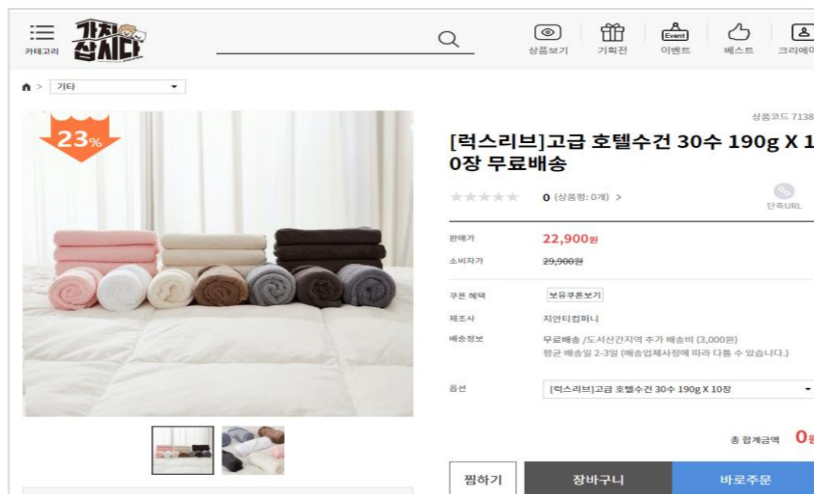 카테고리
가치
삽시다
상품보기
기획전
Event
이벤트
베스트
크리에이
> 기타
23%
상품코드 7138
[럭스리브]고급 호텔수건 30수 190g X 1
0장 무료배송
0 (상품평: 0개) >
단축URL
판매가 22,900원
소비자가 29,900원
쿠폰 혜택 보유쿠폰보기
제조사 지안티컴퍼니
배송정보 무료배송 /도서산간지역 추가 배송비 (3,000원)
평균 배송일 2-3일 (배송업체사정에 따라 다를 수 있습니다.)
옵션 [럭스리브]고급 호텔수건 30수 190g X 10장
총 합계금액 0원
찜하기 장바구니 바로주문